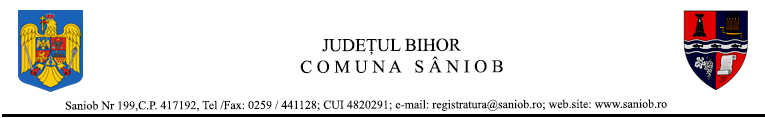 JUDEȚUL BIHOR
COMUNA SÂNIOB
Saniob Nr 199,C.P. 417192, Tel /Fax: 0259 / 441128; CUI 4820291; e-mail: registratura@saniob.ro; web.site: www.saniob.ro